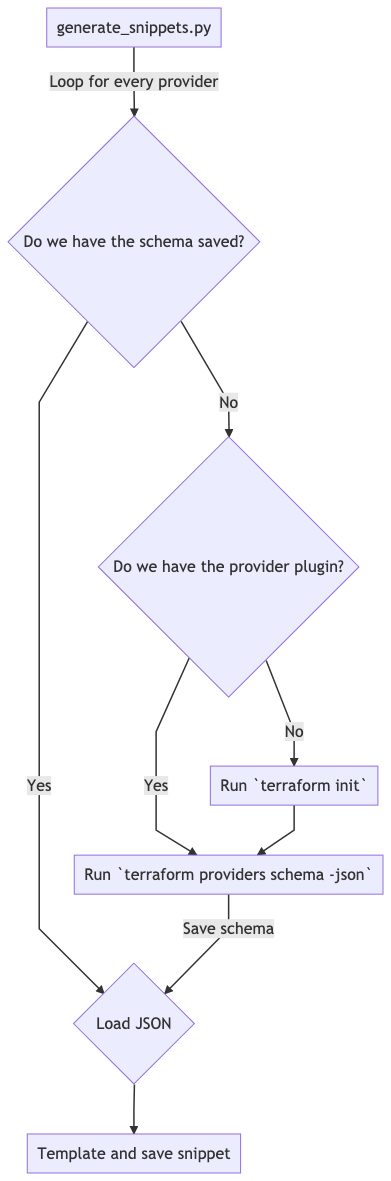 generate_snippets.py
Loop for every provider
Do we have the schema saved?
No
Do we have the provider plugin?
No
Yes
Yes
Run `terraform init`
Run `terraform providers schema -json`
Save schema
Load JSON
Template and save snippet